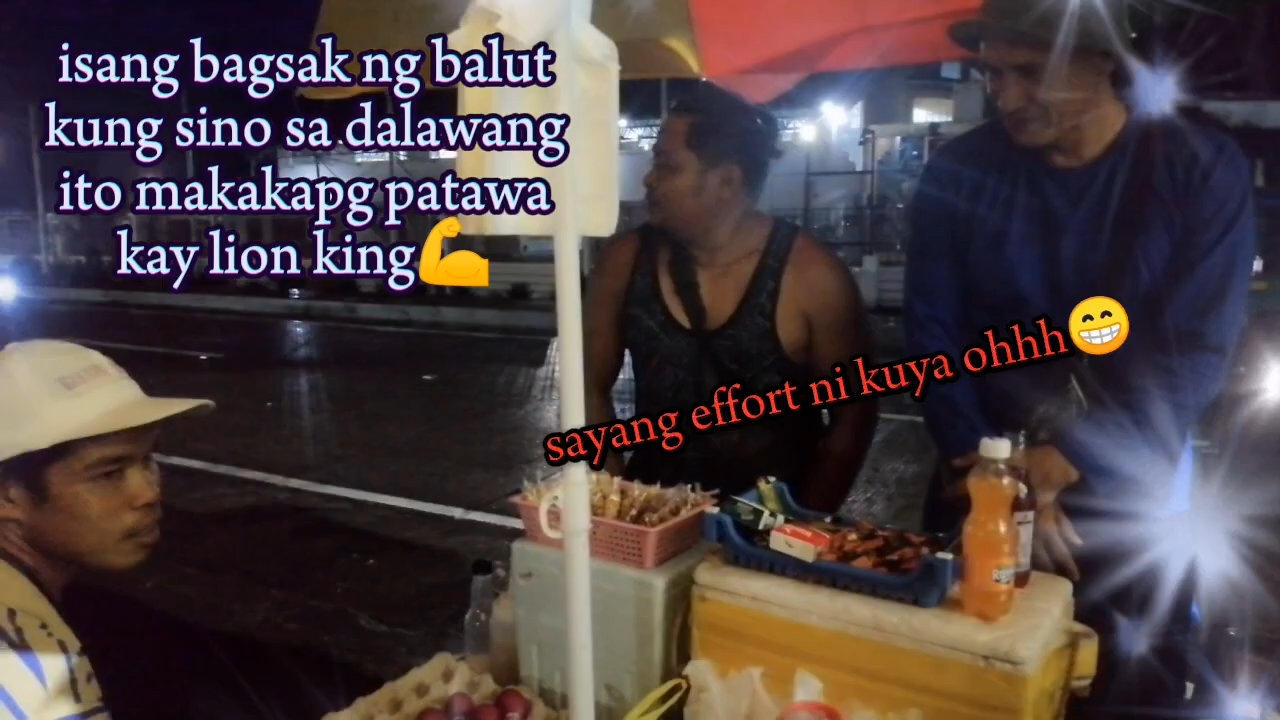 isang bagsak ng balut
kung sino sa dalawang
ito makakapg patawa
kay lion king💪
sayang effort ni kuya ohhh😁